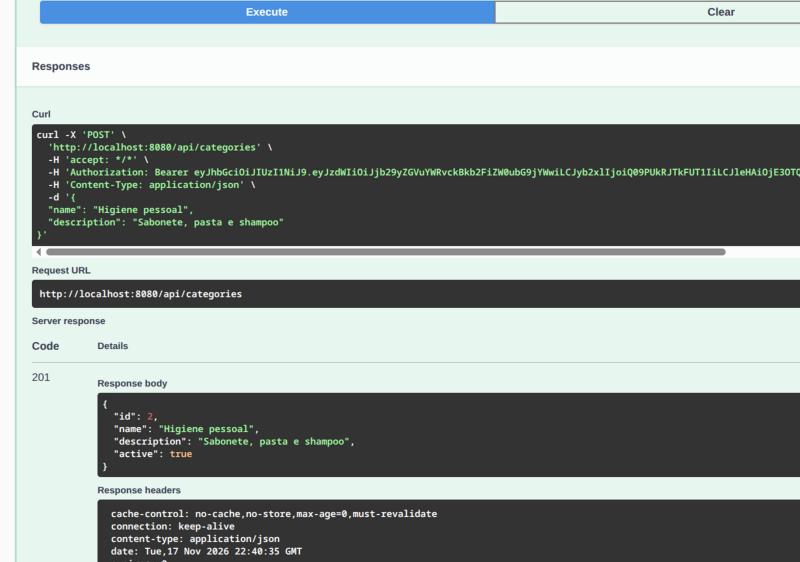 Execute
Clear
Responses
Curl
curl -X 'POST' \
'http://localhost:8080/api/categories' \
-H 'accept: */*' \
-H 'Authorization: Bearer eyJhbGciOiJIUzI1NiJ9.eyJzdWIiOiJjb29yZGVuYWRvckBkb2FiZW0ubG9jYWwiLCJyb2xlIjoiQ09PUkRJTkFUT1IiLCJleHAiOjE3OTQ
-H 'Content-Type: application/json' \
-d '{
"name": "Higiene pessoal",
"description": "Sabonete, pasta e shampoo"
}'
Request URL
http://localhost:8080/api/categories
Server response
Code
Details
201
Response body
{
"id": 2,
"name": "Higiene pessoal",
"description": "Sabonete, pasta e shampoo",
"active": true
}
Response headers
cache-control: no-cache,no-store,max-age=0,must-revalidate
connection: keep-alive
content-type: application/json
date: Tue,17 Nov 2026 22:40:35 GMT